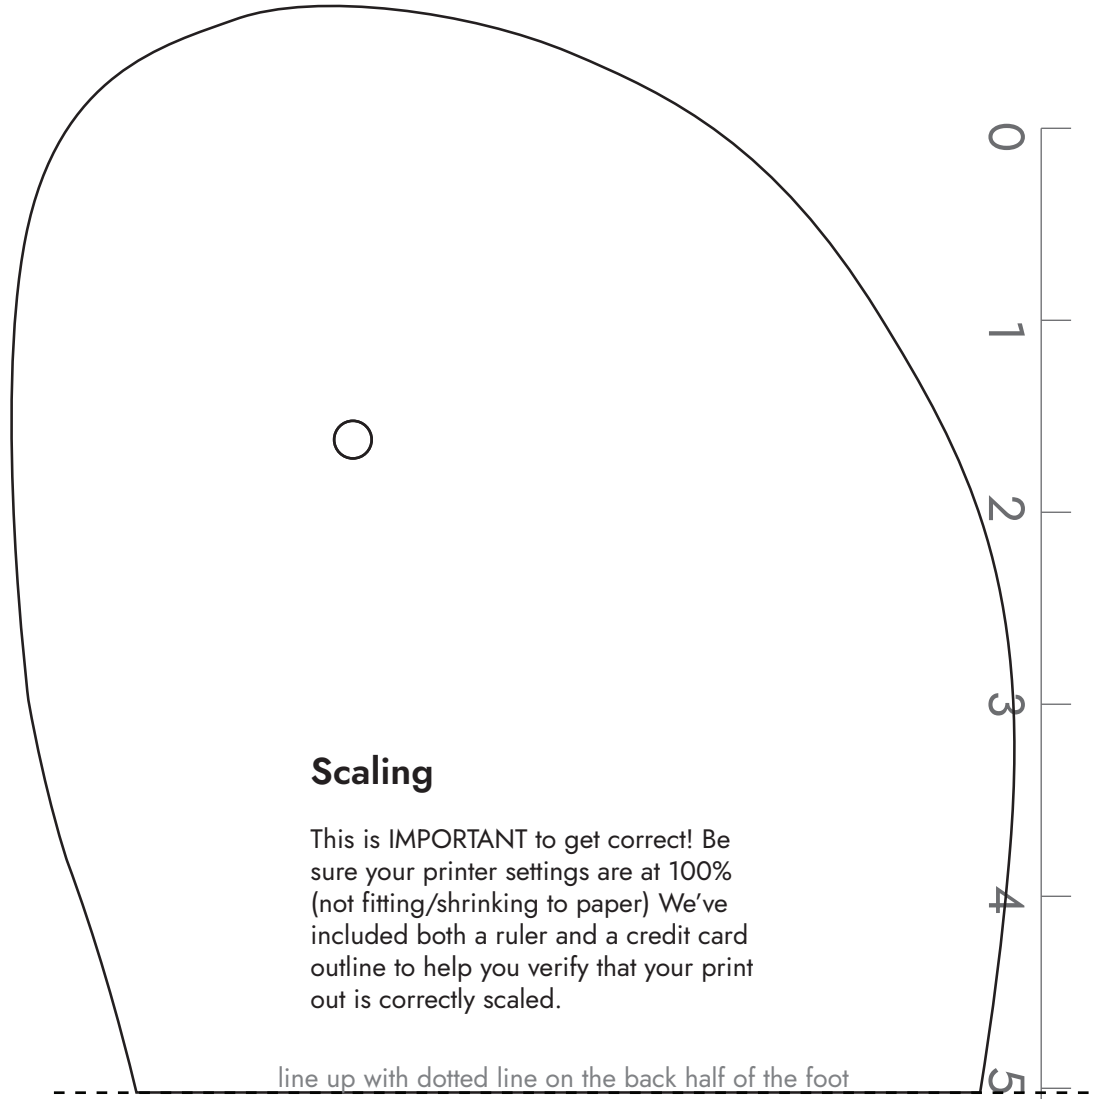 0
1
2
3
Scaling
This is IMPORTANT to get correct! Be
sure your printer settings are at 100%
(not fitting/shrinking to paper) We’ve
included both a ruler and a credit card
outline to help you verify that your print
out is correctly scaled.
4
line up with dotted line on the back half of the foot
5